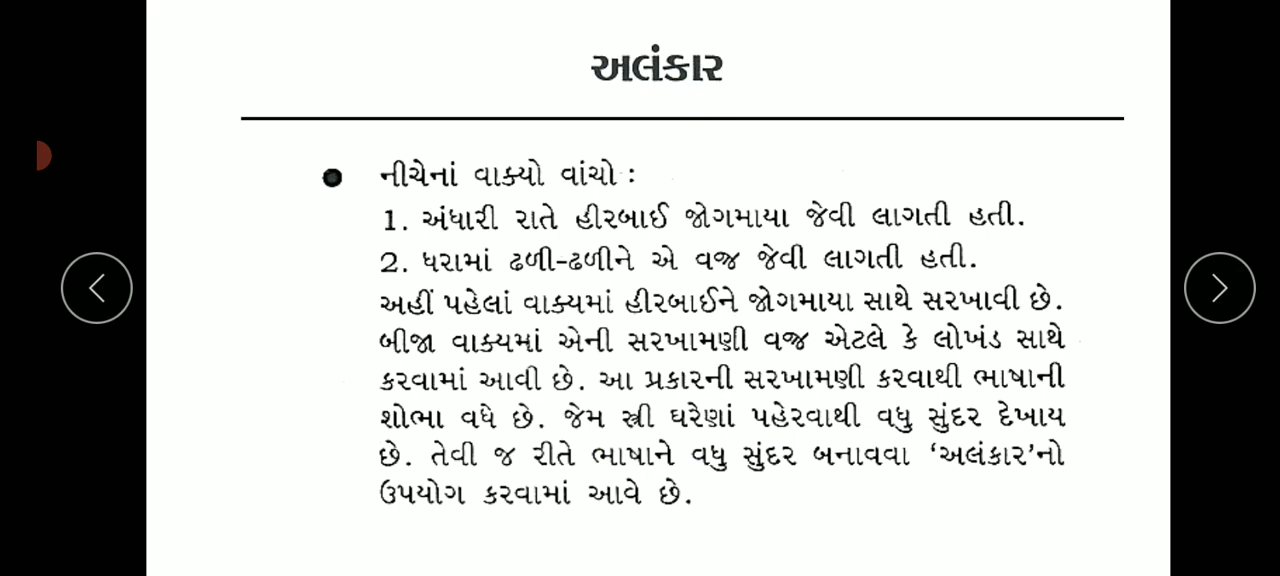 અલંકાર
નીચેનાં વાક્યો વાંચો :
1. અંધારી રાતે હીરબાઈ જોગમાયા જેવી લાગતી હતી.
2. ધરામાં ઢળી-ઢળીને એ વજ્ર જેવી લાગતી હતી.
અહીં પહેલાં વાક્યમાં હીરબાઈને જોગમાયા સાથે સરખાવી છે.
બીજા વાક્યમાં એની સરખામણી વજ્ર એટલે કે લોખંડ સાથે
કરવામાં આવી છે. આ પ્રકારની સરખામણી કરવાથી ભાષાની
શોભા વધે છે. જેમ સ્ત્રી ઘરેણાં પહેરવાથી વધુ સુંદર દેખાય
છે. તેવી જ રીતે ભાષાને વધુ સુંદર બનાવવા ‘અલંકાર’નો
ઉપયોગ કરવામાં આવે છે.